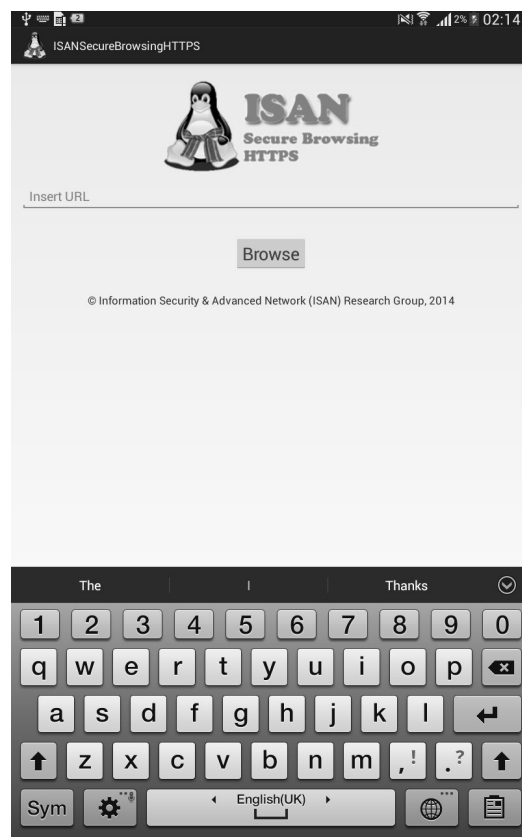 2% 02:14
ISANSecureBrowsingHTTPS
ISAN
Secure Browsing
HTTPS
Insert URL
Browse
© Information Security & Advanced Network (ISAN) Research Group, 2014
The I Thanks
1 2 3 4 5 6 7 8 9 0
q w e r t y u i o p
a s d f g h j k l
z x c v b n m , ! . ?
Sym English(UK)